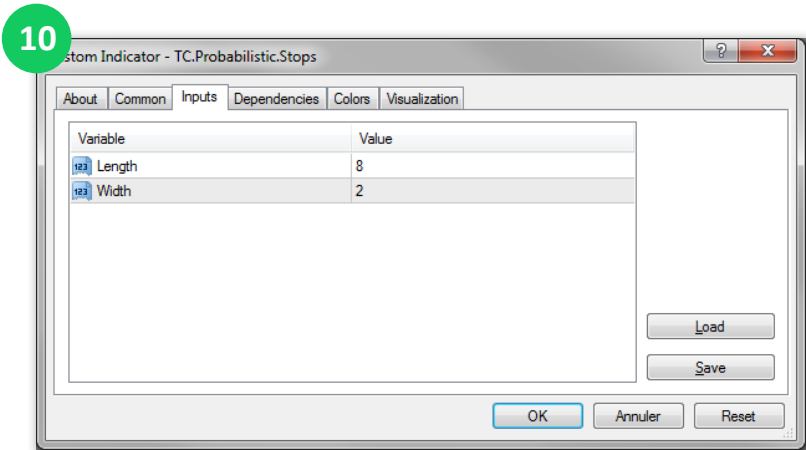 10
stom Indicator - TC.Probabilistic.Stops
?
About Common Inputs Dependencies Colors Visualization
Variable Value
123 Length 8
123 Width 2
Load
Save
OK Annuler Reset